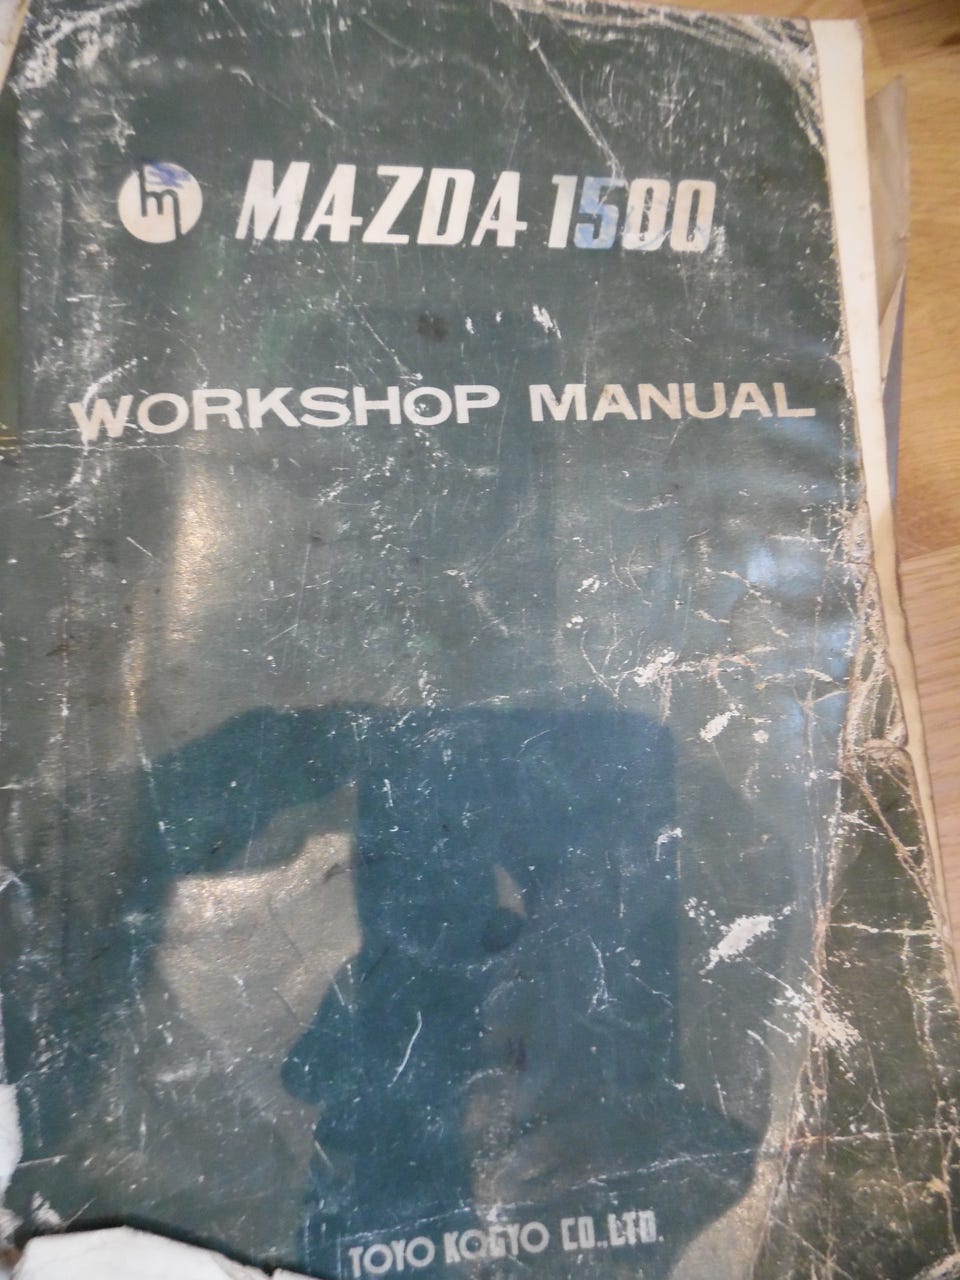 MAZDA 1500
WORKSHOP MANUAL
TOYO KOGYO CO.,LTD.